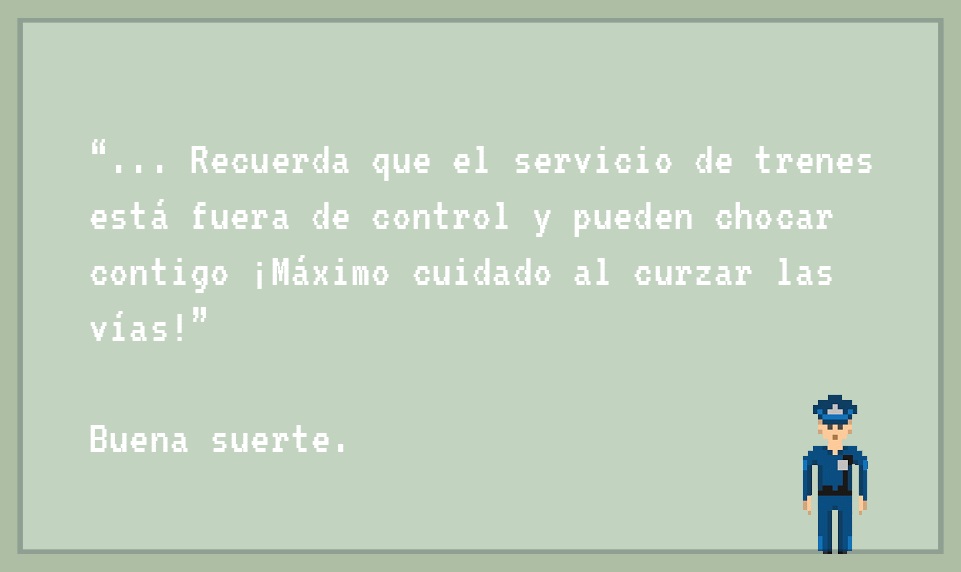 “... Recuerda que el servicio de trenes
está fuera de control y pueden chocar
contigo ¡Máximo cuidado al curzar las
vías!”
Buena suerte.